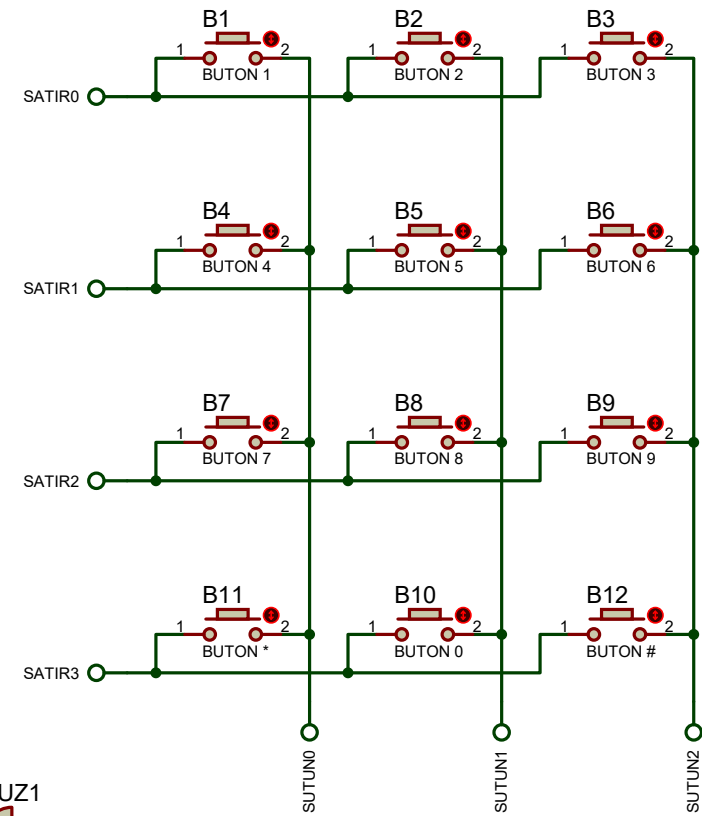 B1 B2 B3
1 2 1 2 1 2
BUTON 1 BUTON 2 BUTON 3
SATIR0
B4 B5 B6
1 2 1 2 1 2
BUTON 4 BUTON 5 BUTON 6
SATIR1
B7 B8 B9
1 2 1 2 1 2
BUTON 7 BUTON 8 BUTON 9
SATIR2
B11 B10 B12
1 2 1 2 1 2
BUTON * BUTON 0 BUTON #
SATIR3
SUTUN0 SUTUN1 SUTUN2
UZ1